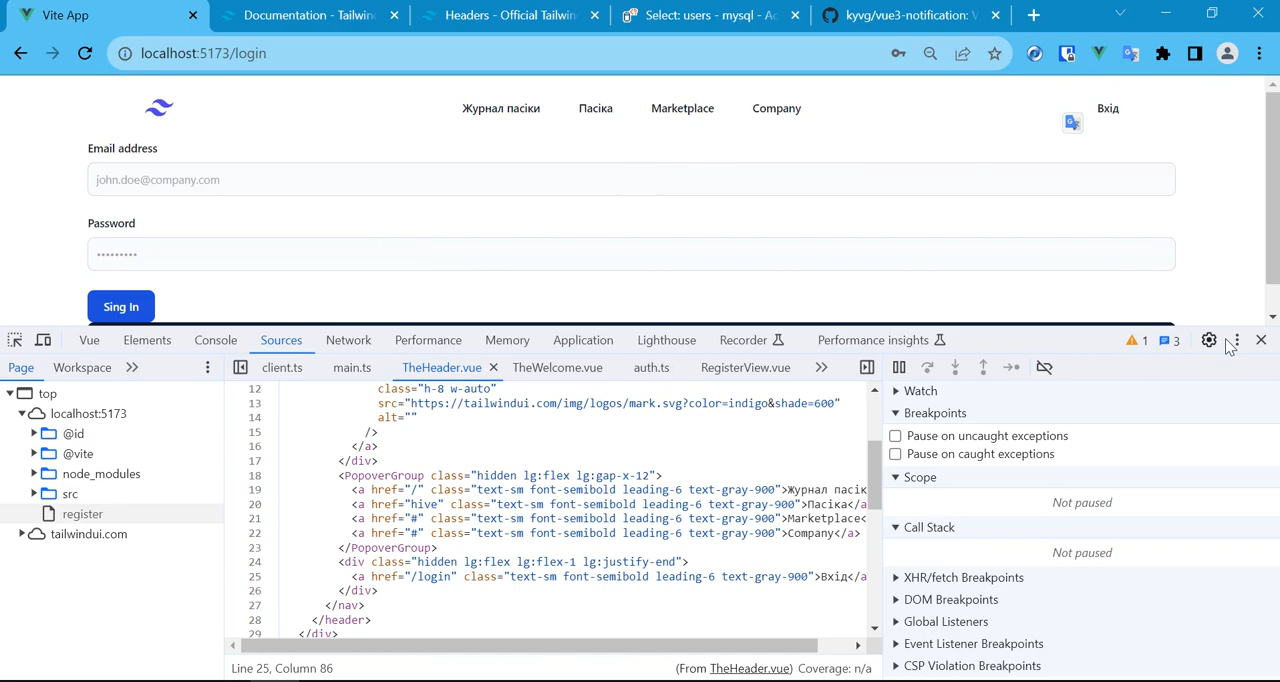 Vite App
Documentation - Tailwin
Headers - Official Tailwin
Select: users - mysql - Ad
kyvg/vue3-notification: V
localhost:5173/login
Журнал пасіки
Пасіка
Marketplace
Company
Вхід
Email address
john.doe@company.com
Password
Sing In
Vue
Elements
Console
Sources
Network
Performance
Memory
Application
Lighthouse
Recorder
Performance insights
1
3
Page
Workspace
client.ts
main.ts
TheHeader.vue
TheWelcome.vue
auth.ts
RegisterView.vue
top
localhost:5173
@id
@vite
node_modules
src
register
tailwindui.com
12 class="h-8 w-auto"
13 src="https://tailwindui.com/img/logos/mark.svg?color=indigo&shade=600"
14 alt=""
15 />
16 </a>
17 </div>
18 <PopoverGroup class="hidden lg:flex lg:gap-x-12">
19 <a href="/" class="text-sm font-semibold leading-6 text-gray-900">Журнал пасік
20 <a href="hive" class="text-sm font-semibold leading-6 text-gray-900">Пасіка</a
21 <a href="#" class="text-sm font-semibold leading-6 text-gray-900">Marketplace<
22 <a href="#" class="text-sm font-semibold leading-6 text-gray-900">Company</a>
23 </PopoverGroup>
24 <div class="hidden lg:flex lg:flex-1 lg:justify-end">
25 <a href="/login" class="text-sm font-semibold leading-6 text-gray-900">Вхід</a
26 </div>
27 </nav>
28 </header>
29 </div>
Line 25, Column 86
(From TheHeader.vue) Coverage: n/a
Watch
Breakpoints
Pause on uncaught exceptions
Pause on caught exceptions
Scope
Not paused
Call Stack
Not paused
XHR/fetch Breakpoints
DOM Breakpoints
Global Listeners
Event Listener Breakpoints
CSP Violation Breakpoints